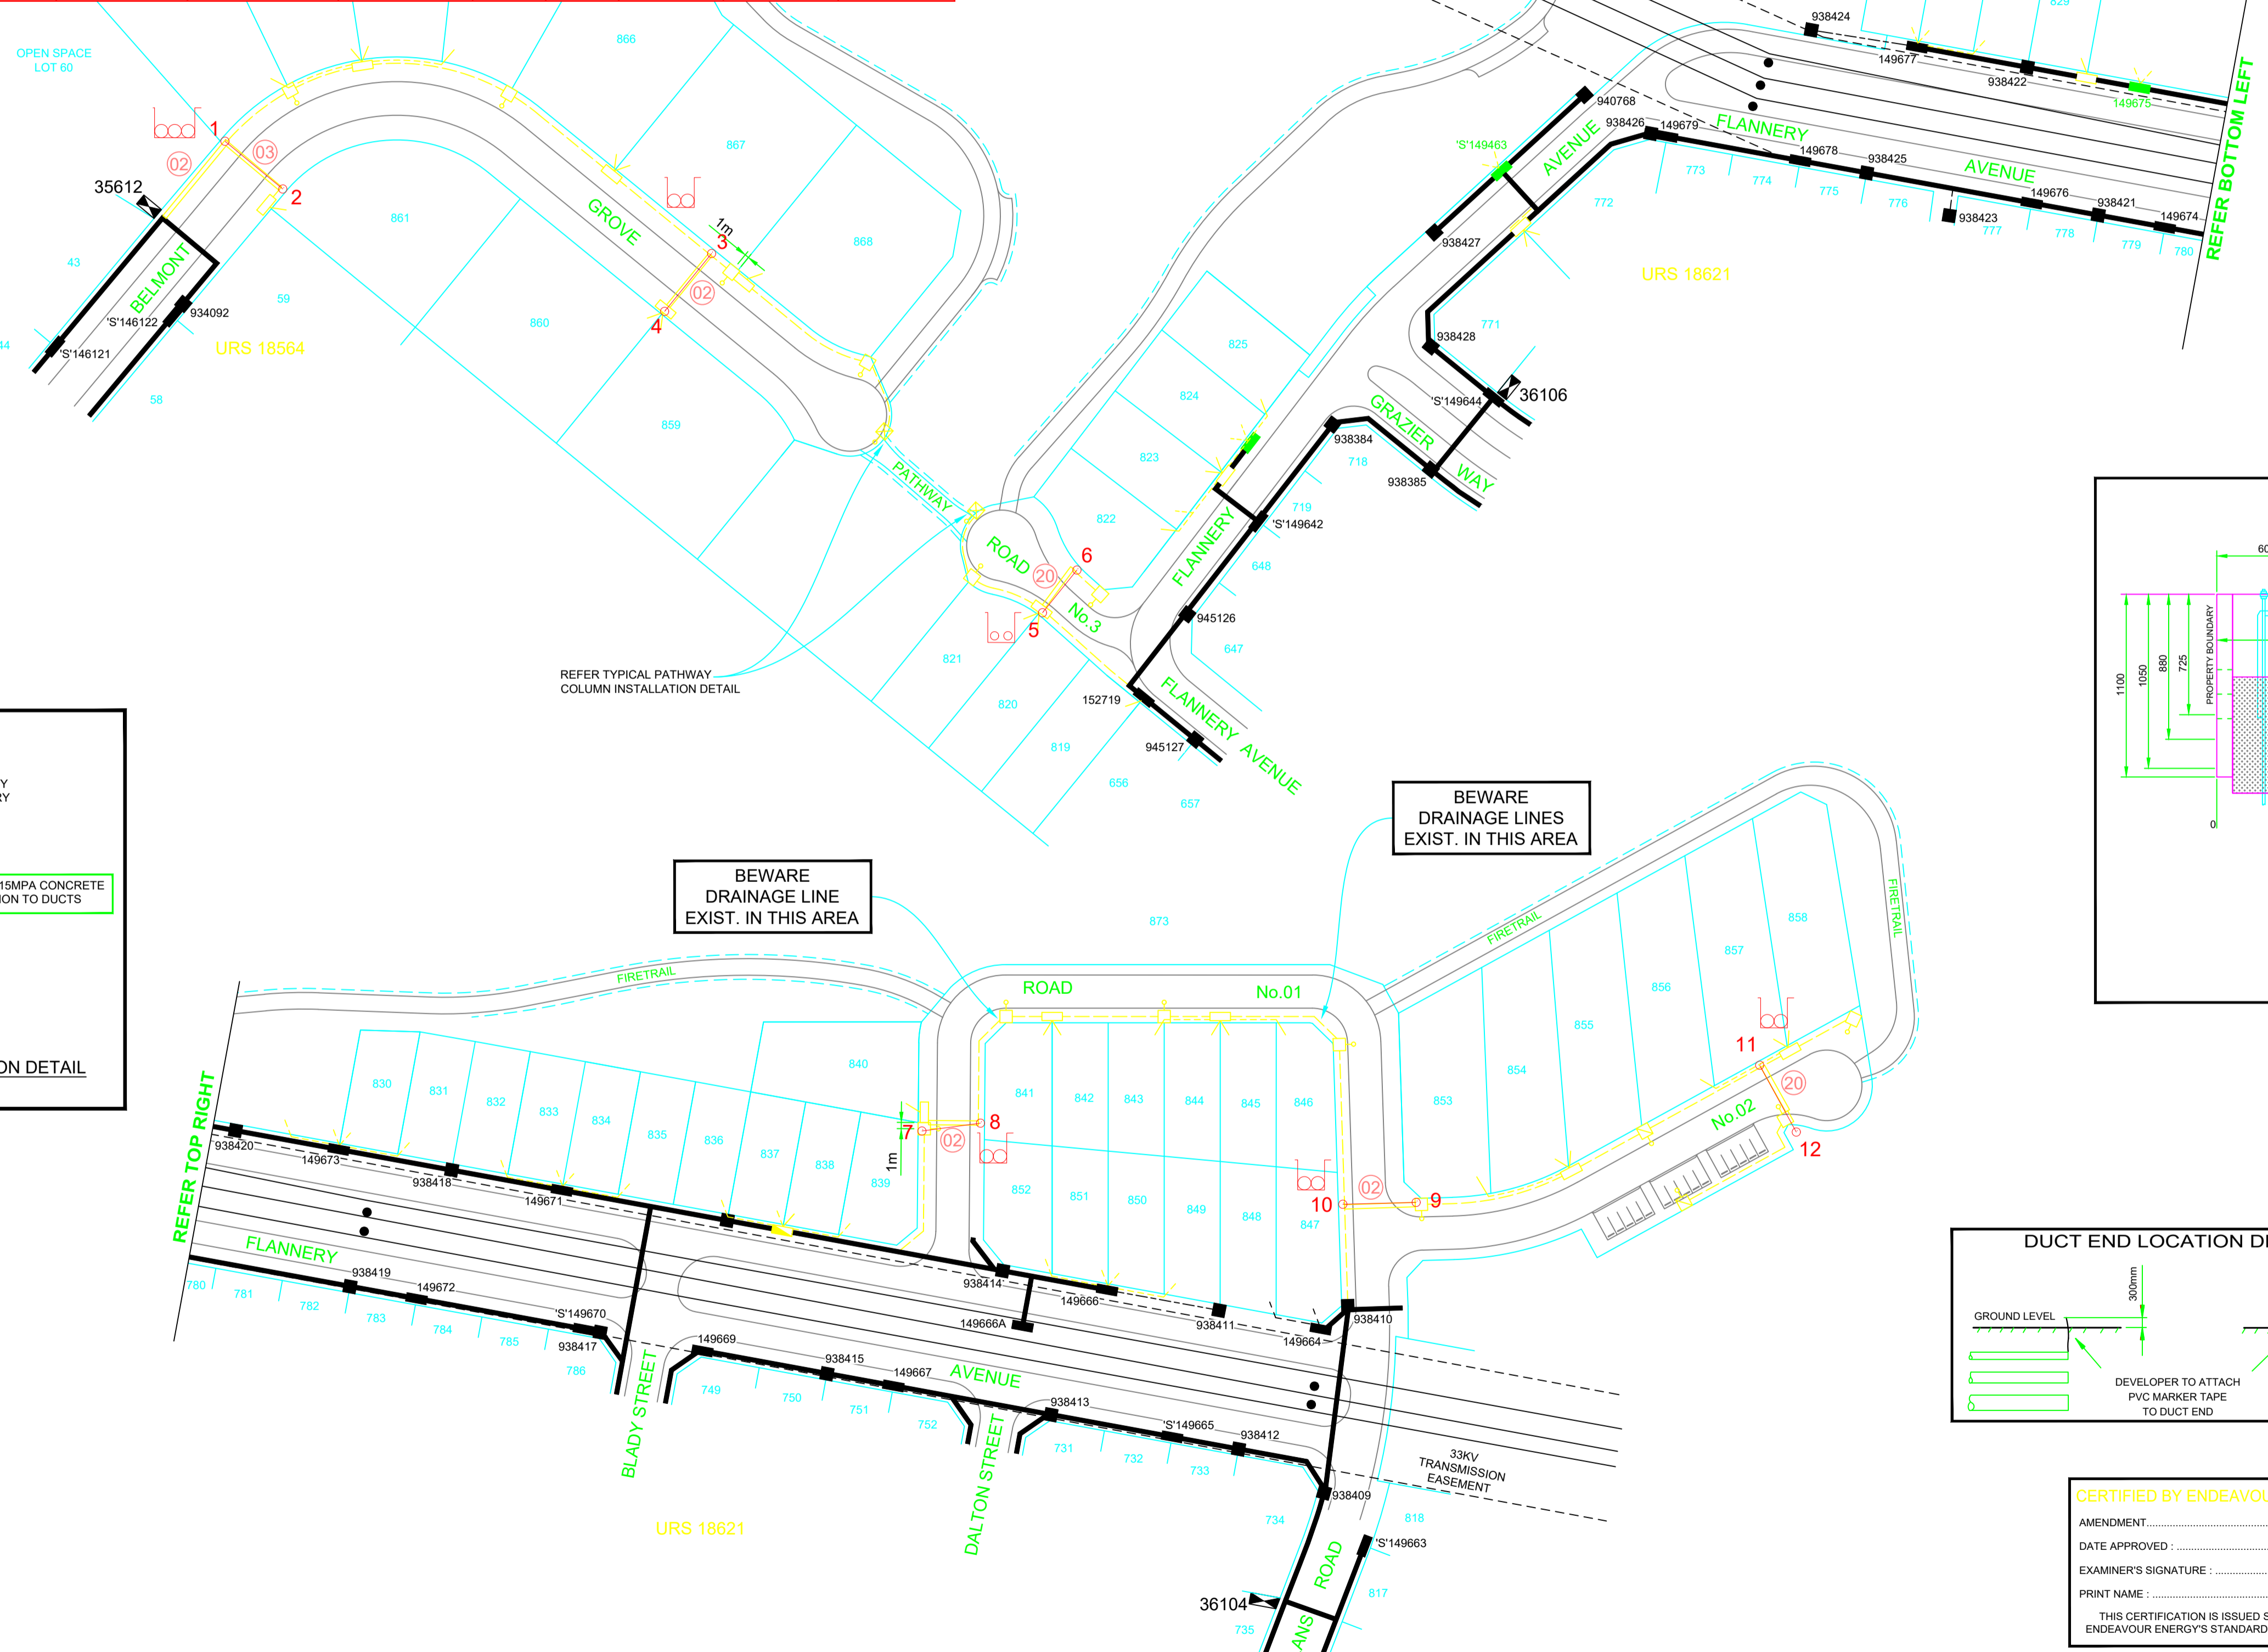 OPEN SPACE
LOT 60
866
829
938424
149677
938422
149675
REFER BOTTOM LEFT
940768
938426
149679
FLANNERY
149678
938425
AVENUE
149676
938421
149674
938423
AVENUE
'S'149463
772
773
774
775
776
777
778
779
780
938427
URS 18621
1
03
02
2
35612
867
868
1m
3
02
4
GROVE
861
860
859
43
44
BELMONT
59
58
'S'146122
934092
'S'146121
URS 18564
771
938428
36106
'S'149644
GRAZIER
WAY
938384
718
938385
719
825
824
823
822
'S'149642
FLANNERY
648
945126
647
PATHWAY
ROAD
No.3
20
6
5
821
820
819
656
657
152719
945127
FLANNERY AVENUE
REFER TYPICAL PATHWAY
COLUMN INSTALLATION DETAIL
60
PROPERTY BOUNDARY
1100
1050
880
725
0
Y
RY
15MPA CONCRETE
ION TO DUCTS
ON DETAIL
BEWARE
DRAINAGE LINES
EXIST. IN THIS AREA
BEWARE
DRAINAGE LINE
EXIST. IN THIS AREA
873
FIRETRAIL
FIRETRAIL
FIRETRAIL
ROAD
No.01
840
830
831
832
833
834
835
836
837
838
839
841
842
843
844
845
846
852
851
850
849
848
847
853
854
855
856
857
858
11
20
12
No.02
7
8
02
1m
10
02
9
REFER TOP RIGHT
938420
149673
938418
149671
938414
149666
149666A
938411
149664
938410
FLANNERY
938419
149672
'S'149670
938417
780
781
782
783
784
785
786
149669
938415
149667
AVENUE
938413
'S'149665
938412
749
750
751
752
731
732
733
BLADY STREET
DALTON STREET
33KV
TRANSMISSION
EASEMENT
938409
734
818
'S'149663
817
ROAD
36104
735
ANS
URS 18621
DUCT END LOCATION D
300mm
GROUND LEVEL
DEVELOPER TO ATTACH
PVC MARKER TAPE
TO DUCT END
CERTIFIED BY ENDEAVOU
AMENDMENT..........................................
DATE APPROVED : ...............................
EXAMINER'S SIGNATURE : ..................
PRINT NAME : .......................................
THIS CERTIFICATION IS ISSUED S
ENDEAVOUR ENERGY'S STANDARD